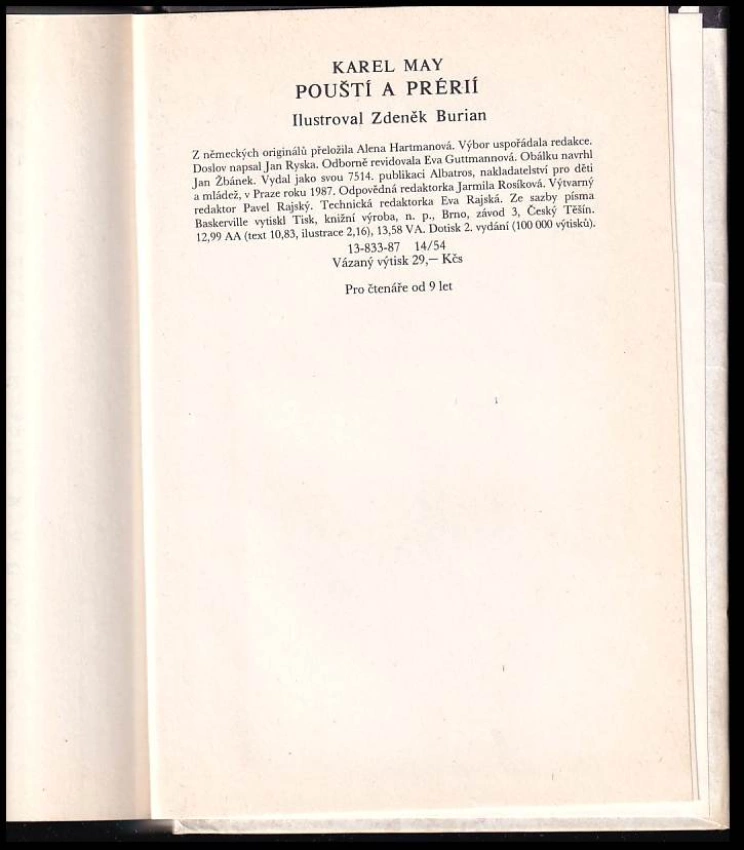 KAREL MAY
POUŠTÍ A PRÉRIÍ
Ilustroval Zdeněk Burian
Z německých originálů přeložila Alena Hartmanová. Výbor uspořádala redakce.
Doslov napsal Jan Ryska. Odborně revidovala Eva Guttmannová. Obálku navrhl
Jan Žbánek. Vydal jako svou 7514. publikaci Albatros, nakladatelství pro děti
a mládež, v Praze roku 1987. Odpovědná redaktorka Jarmila Rosíková. Výtvarný
redaktor Pavel Rajský. Technická redaktorka Eva Rajská. Ze sazby písma
Baskerville vytiskl Tisk, knižní výroba, n. p., Brno, závod 3, Český Těšín.
12,99 AA (text 10,83, ilustrace 2,16), 13,58 VA. Dotisk 2. vydání (100 000 výtisků).
13-833-87 14/54
Vázaný výtisk 29,— Kčs
Pro čtenáře od 9 let